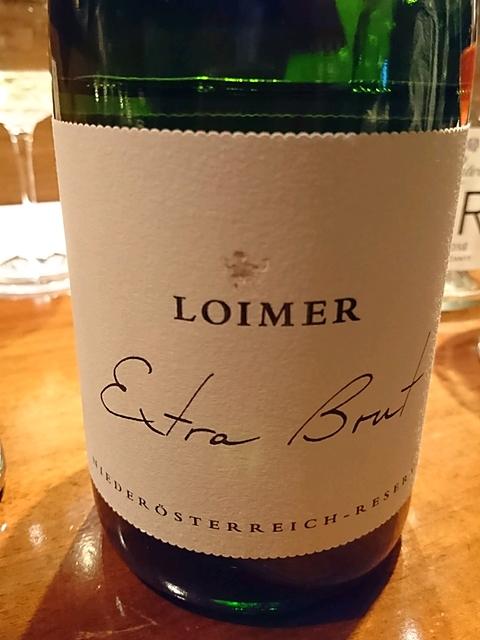 LOIMER
Extra Brut
NIEDERÖSTERREICH-RESERV
R